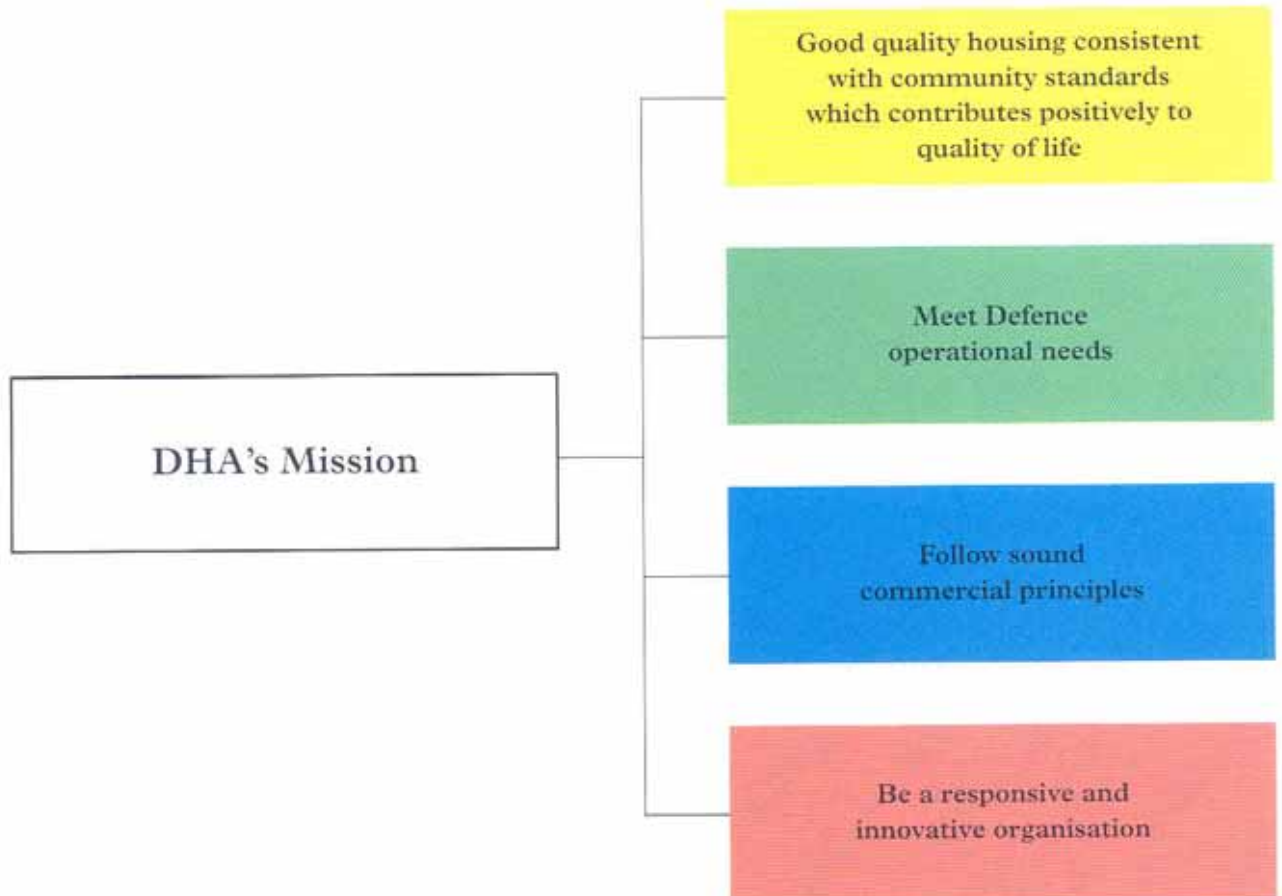 Good quality housing consistent
with community standards
which contributes positively to
quality of life
Meet Defence
operational needs
DHA's Mission
Follow sound
commercial principles
Be a responsive and
innovative organisation